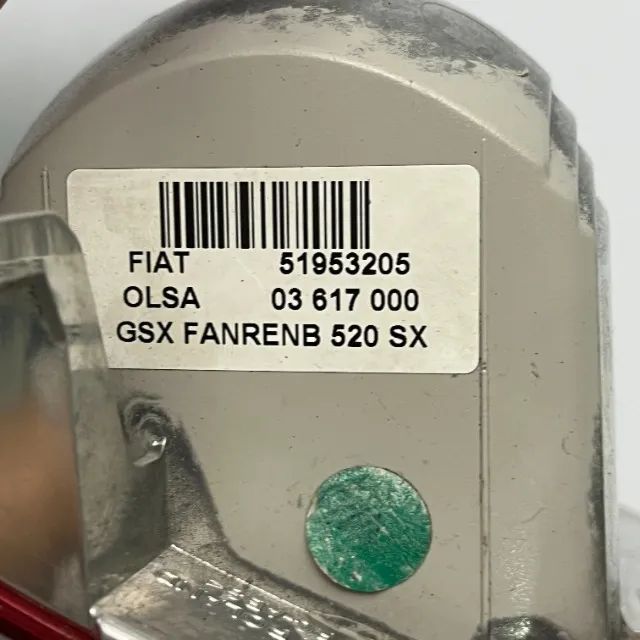 FIAT 51953205
OLSA 03 617 000
GSX FANRENB 520 SX